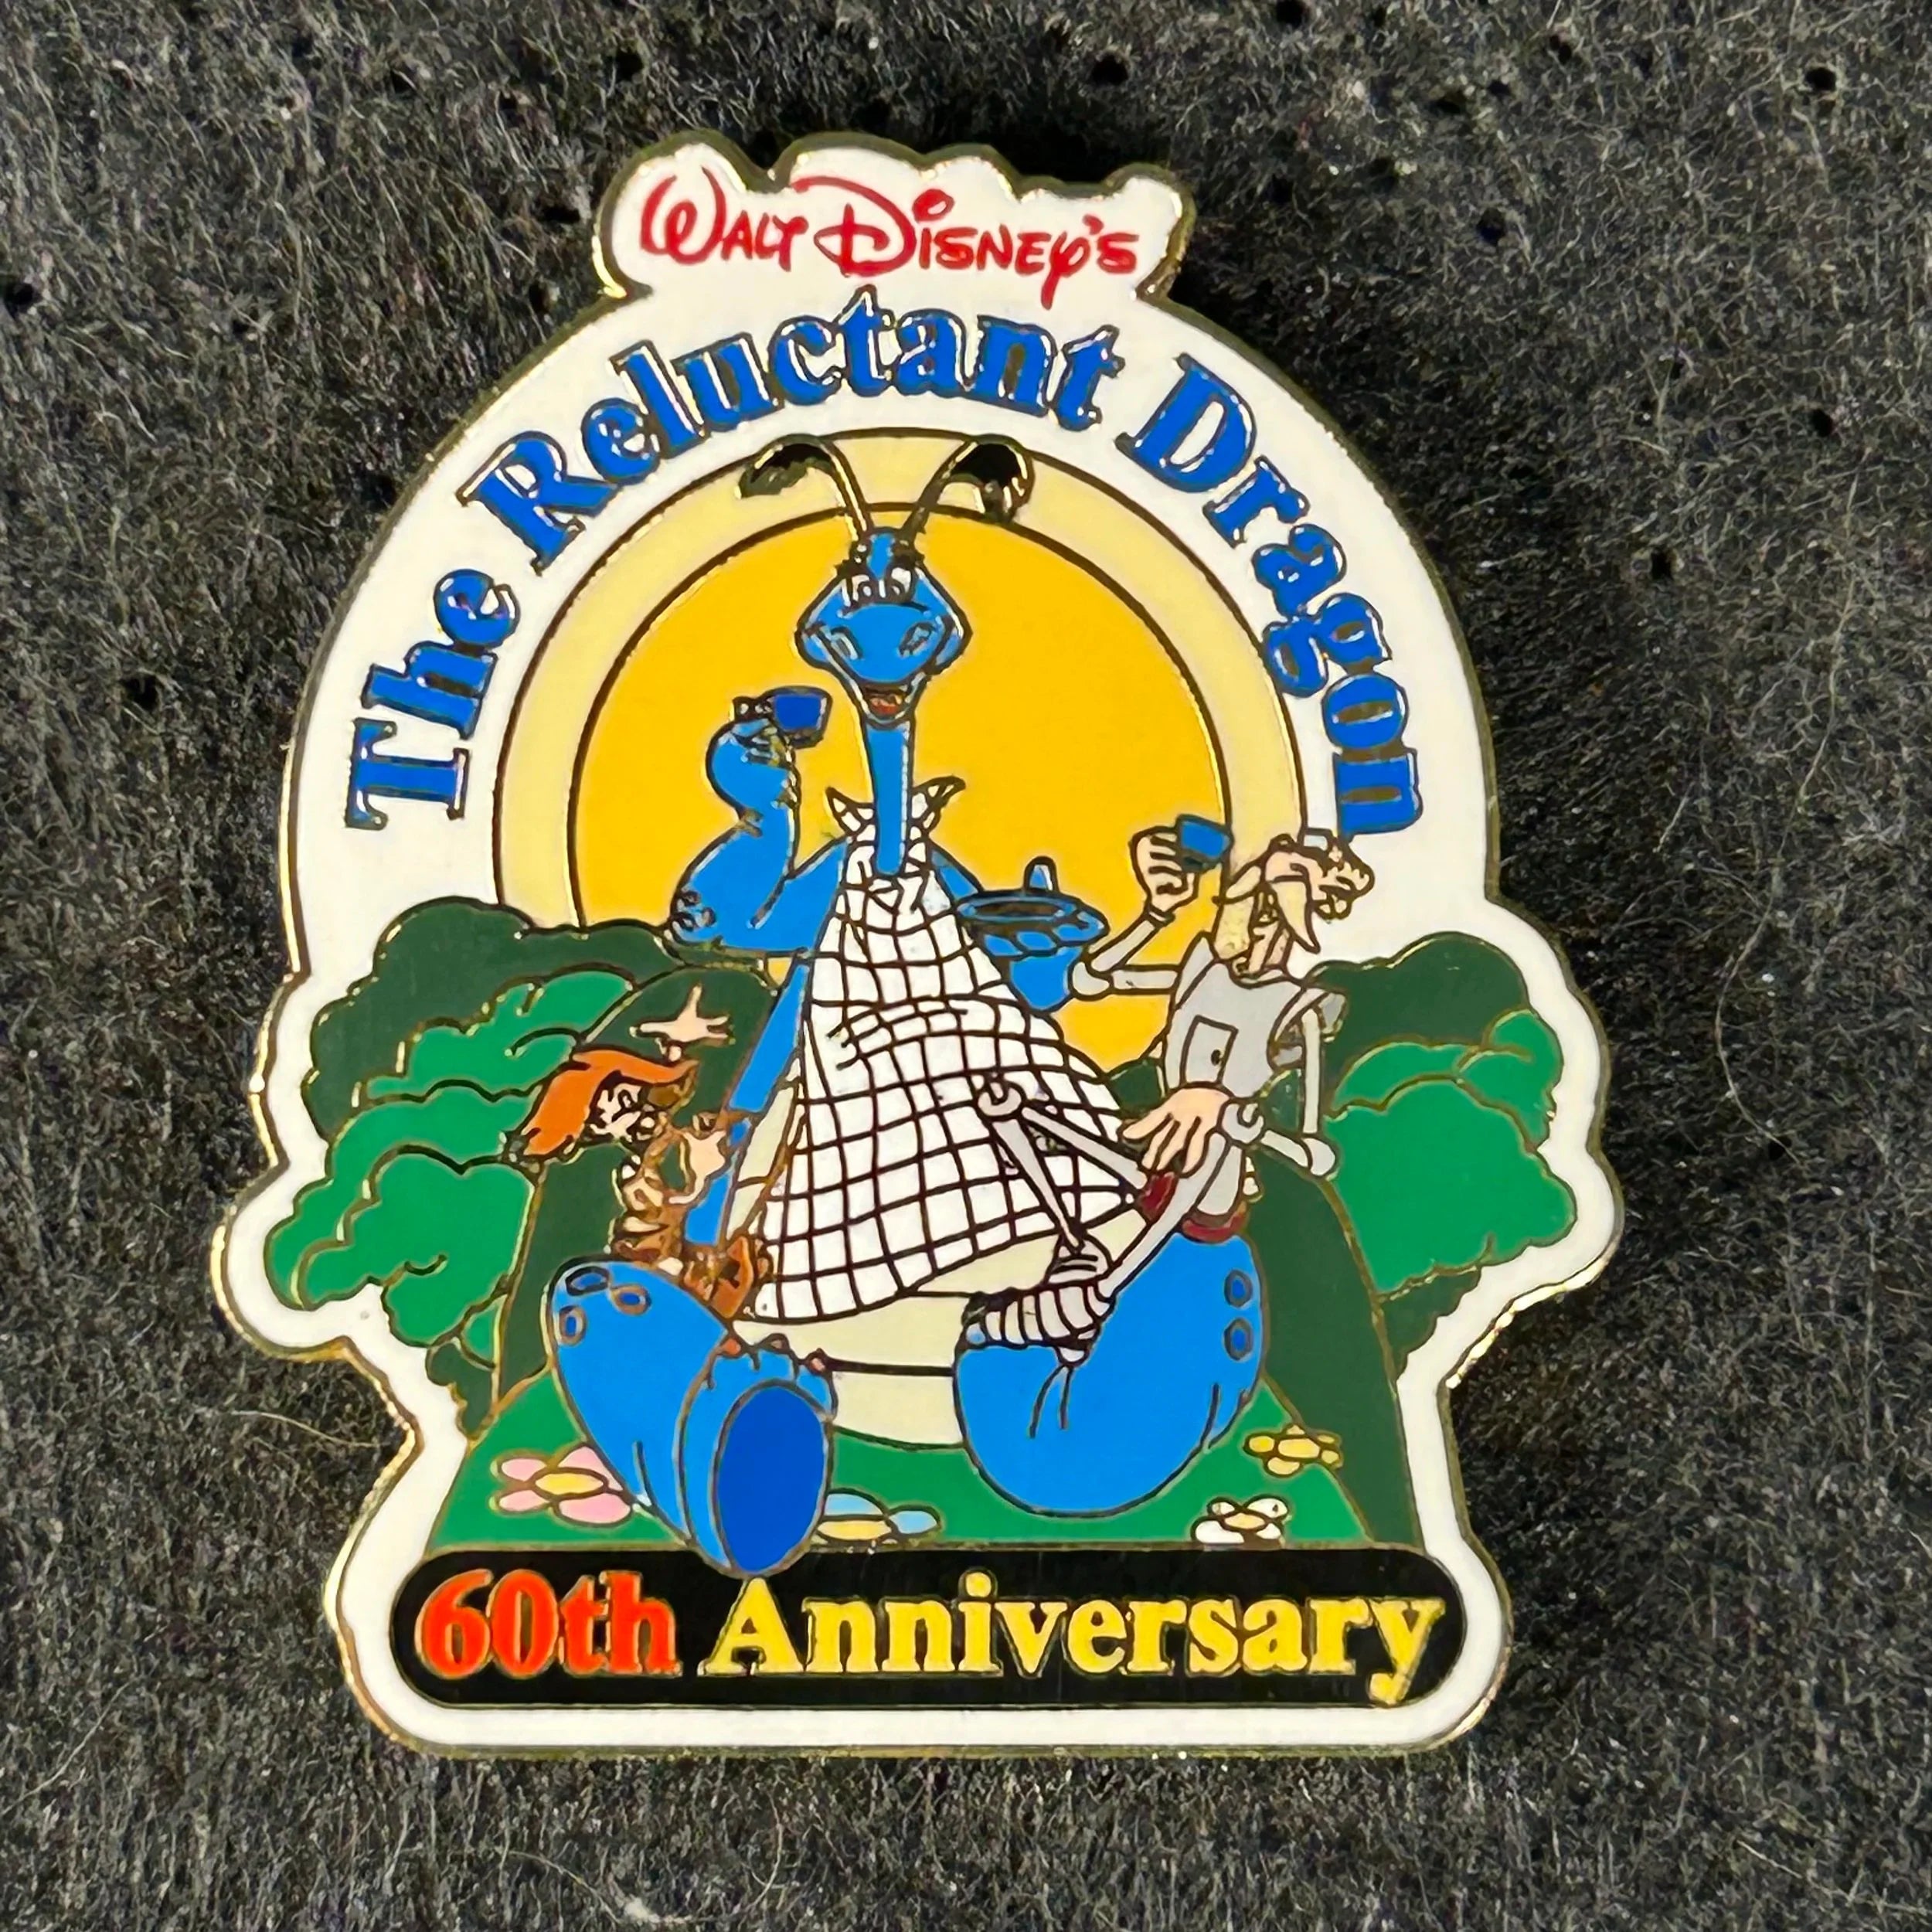 WALT DISNEY'S
The Reluctant Dragon
60th Anniversary